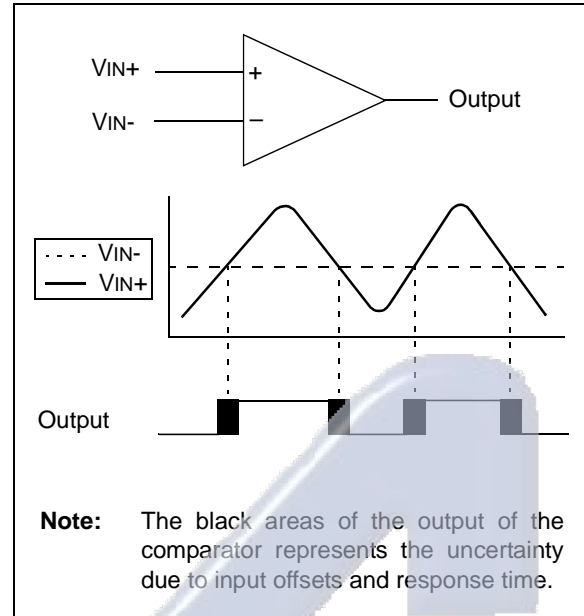 VIN+
+
Output
VIN-
–
VIN-
VIN+
Output
Note: The black areas of the output of the
comparator represents the uncertainty
due to input offsets and response time.